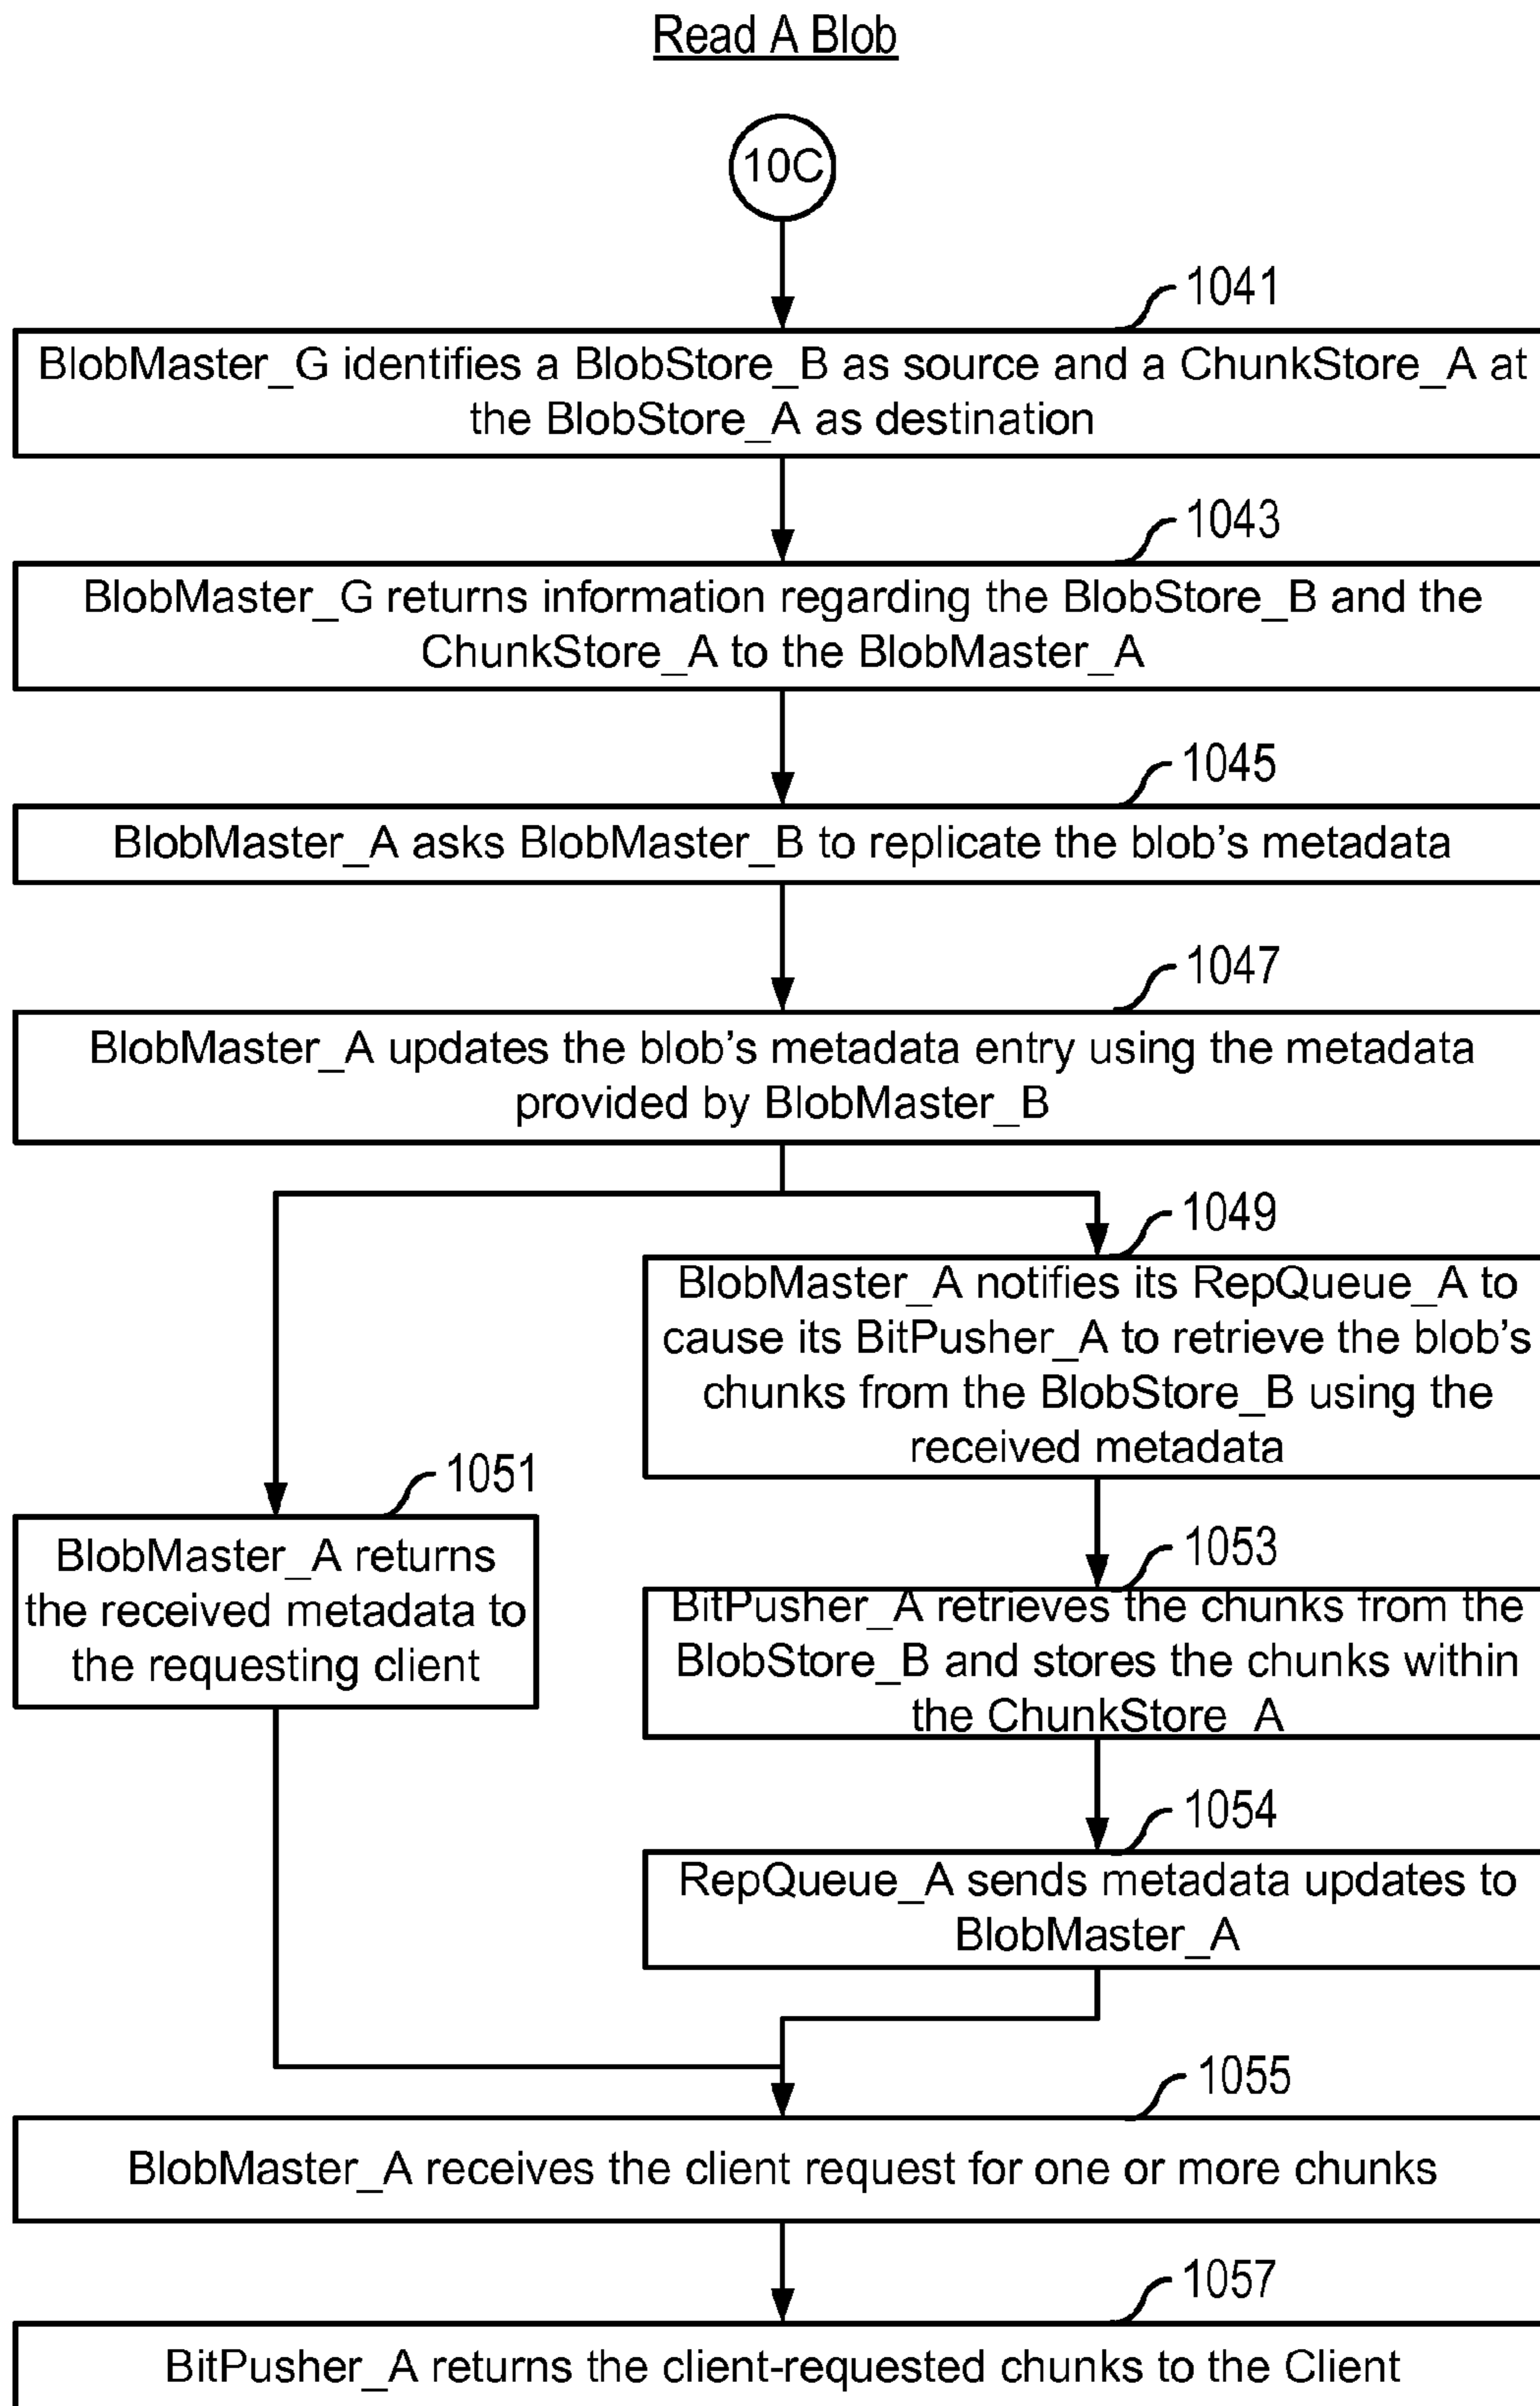 Read A Blob
10C
1041
BlobMaster_G identifies a BlobStore_B as source and a ChunkStore_A at
the BlobStore_A as destination
1043
BlobMaster_G returns information regarding the BlobStore_B and the
ChunkStore_A to the BlobMaster_A
1045
BlobMaster_A asks BlobMaster_B to replicate the blob’s metadata
1047
BlobMaster_A updates the blob’s metadata entry using the metadata
provided by BlobMaster_B
1049
BlobMaster_A notifies its RepQueue_A to
cause its BitPusher_A to retrieve the blob’s
chunks from the BlobStore_B using the
received metadata
1051
BlobMaster_A returns
the received metadata to
the requesting client
1053
BitPusher_A retrieves the chunks from the
BlobStore_B and stores the chunks within
the ChunkStore_A
1054
RepQueue_A sends metadata updates to
BlobMaster_A
1055
BlobMaster_A receives the client request for one or more chunks
1057
BitPusher_A returns the client-requested chunks to the Client